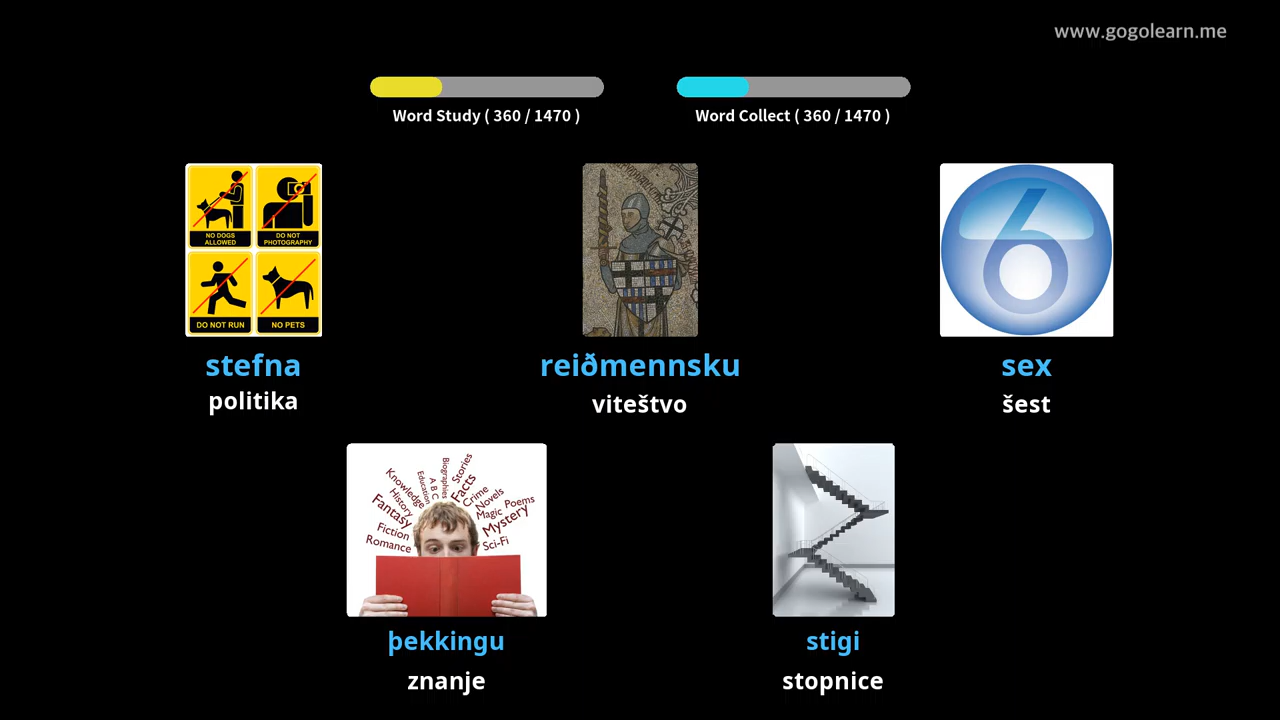 www.gogolearn.me
Word Study ( 360 / 1470 )
Word Collect ( 360 / 1470 )
NO DOGS
ALLOWED
DO NOT
PHOTOGRAPHY
DO NOT RUN
NO PETS
6
stefna
politika
reiðmennsku
viteštvo
sex
šest
Knowledge
History
Fantasy
Fiction
Romance
Education
A B C
Biographies
Stories
Facts
Crime
Novels
Magic
Poems
Mystery
Sci-Fi
þekkingu
znanje
stigi
stopnice